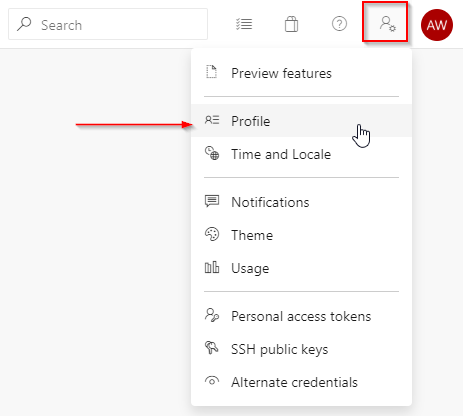 Search
AW
Preview features
Profile
Time and Locale
Notifications
Theme
Usage
Personal access tokens
SSH public keys
Alternate credentials